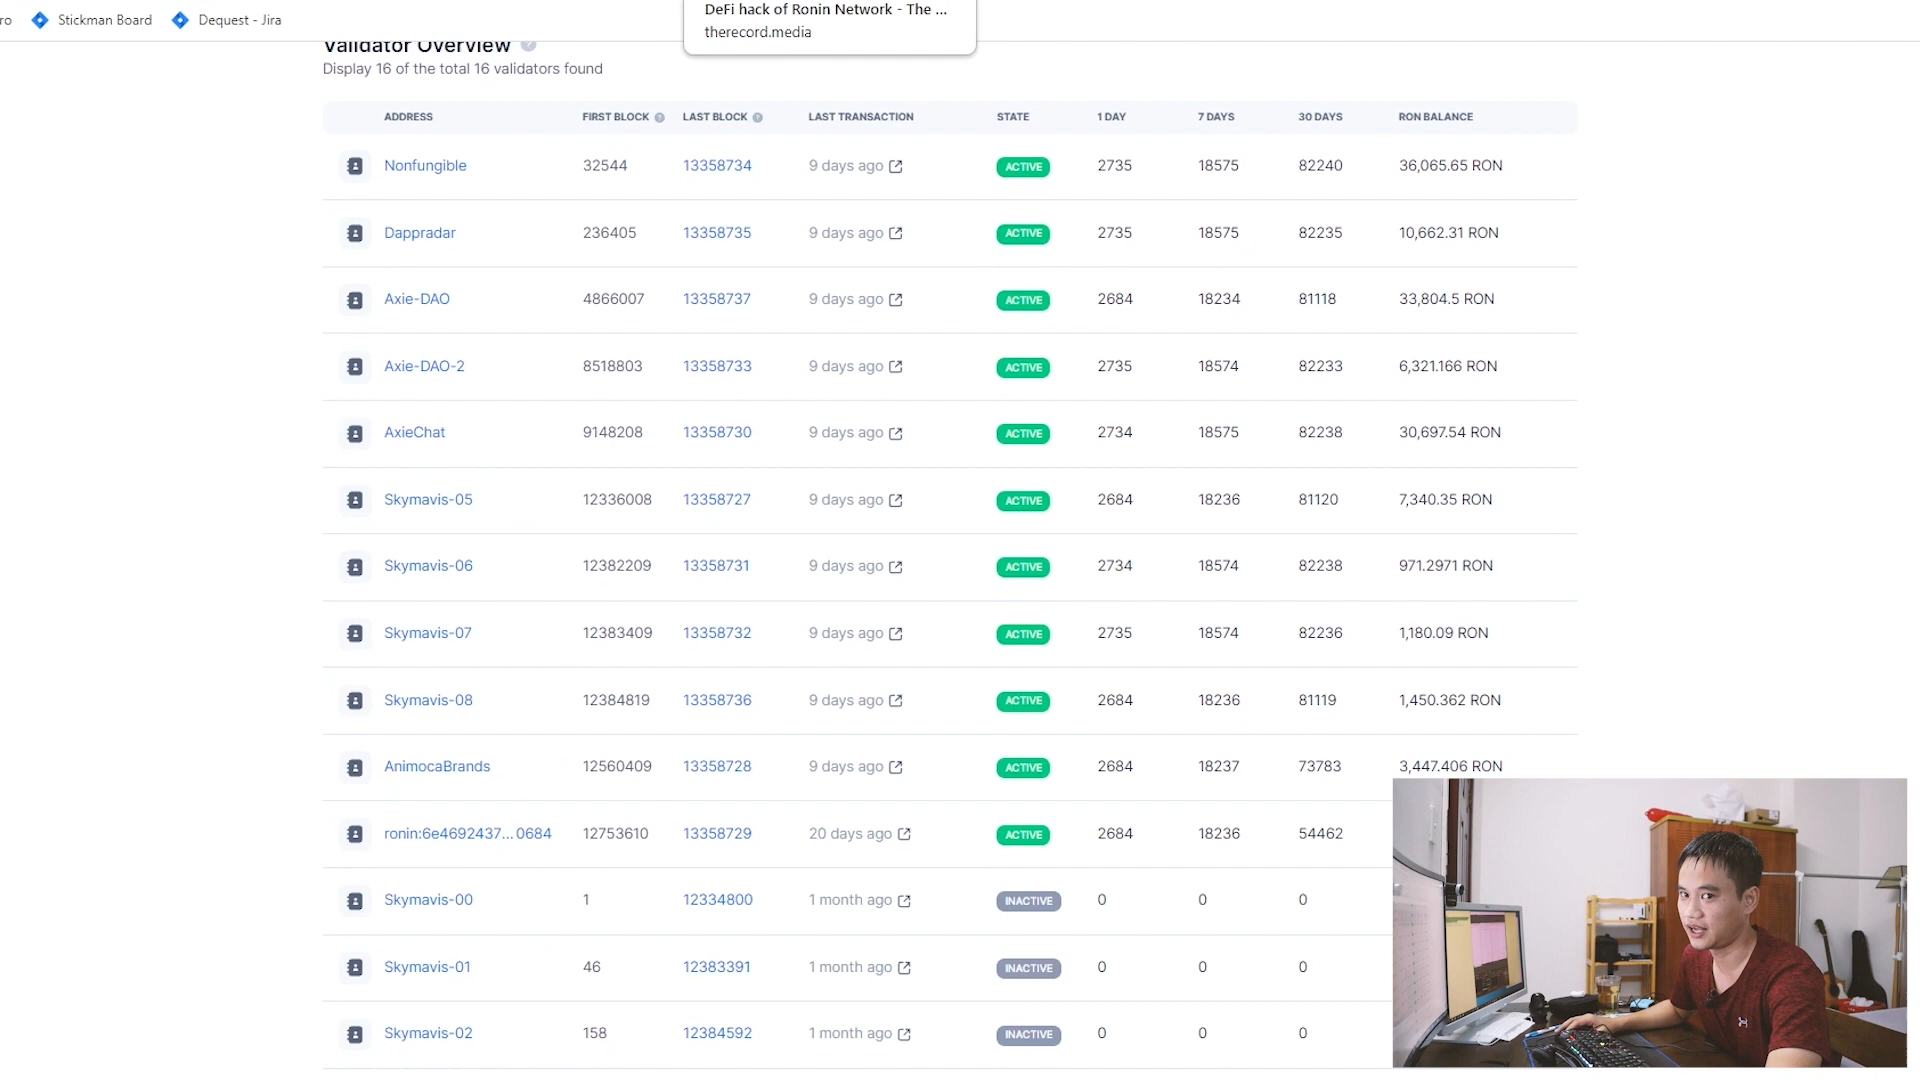 ro Stickman Board Dequest - Jira
DeFi hack of Ronin Network - The ...
therecord.media
Validator Overview
Display 16 of the total 16 validators found
ADDRESS FIRST BLOCK LAST BLOCK LAST TRANSACTION STATE 1 DAY 7 DAYS 30 DAYS RON BALANCE
Nonfungible 32544 13358734 9 days ago ACTIVE 2735 18575 82240 36,065.65 RON
Dappradar 236405 13358735 9 days ago ACTIVE 2735 18575 82235 10,662.31 RON
Axie-DAO 4866007 13358737 9 days ago ACTIVE 2684 18234 81118 33,804.5 RON
Axie-DAO-2 8518803 13358733 9 days ago ACTIVE 2735 18574 82233 6,321.166 RON
AxieChat 9148208 13358730 9 days ago ACTIVE 2734 18575 82238 30,697.54 RON
Skymavis-05 12336008 13358727 9 days ago ACTIVE 2684 18236 81120 7,340.35 RON
Skymavis-06 12382209 13358731 9 days ago ACTIVE 2734 18574 82238 971.2971 RON
Skymavis-07 12383409 13358732 9 days ago ACTIVE 2735 18574 82236 1,180.09 RON
Skymavis-08 12384819 13358736 9 days ago ACTIVE 2684 18236 81119 1,450.362 RON
AnimocaBrands 12560409 13358728 9 days ago ACTIVE 2684 18237 73783 3,447.406 RON
ronin:6e4692437...0684 12753610 13358729 20 days ago ACTIVE 2684 18236 54462
Skymavis-00 1 12334800 1 month ago INACTIVE 0 0 0
Skymavis-01 46 12383391 1 month ago INACTIVE 0 0 0
Skymavis-02 158 12384592 1 month ago INACTIVE 0 0 0